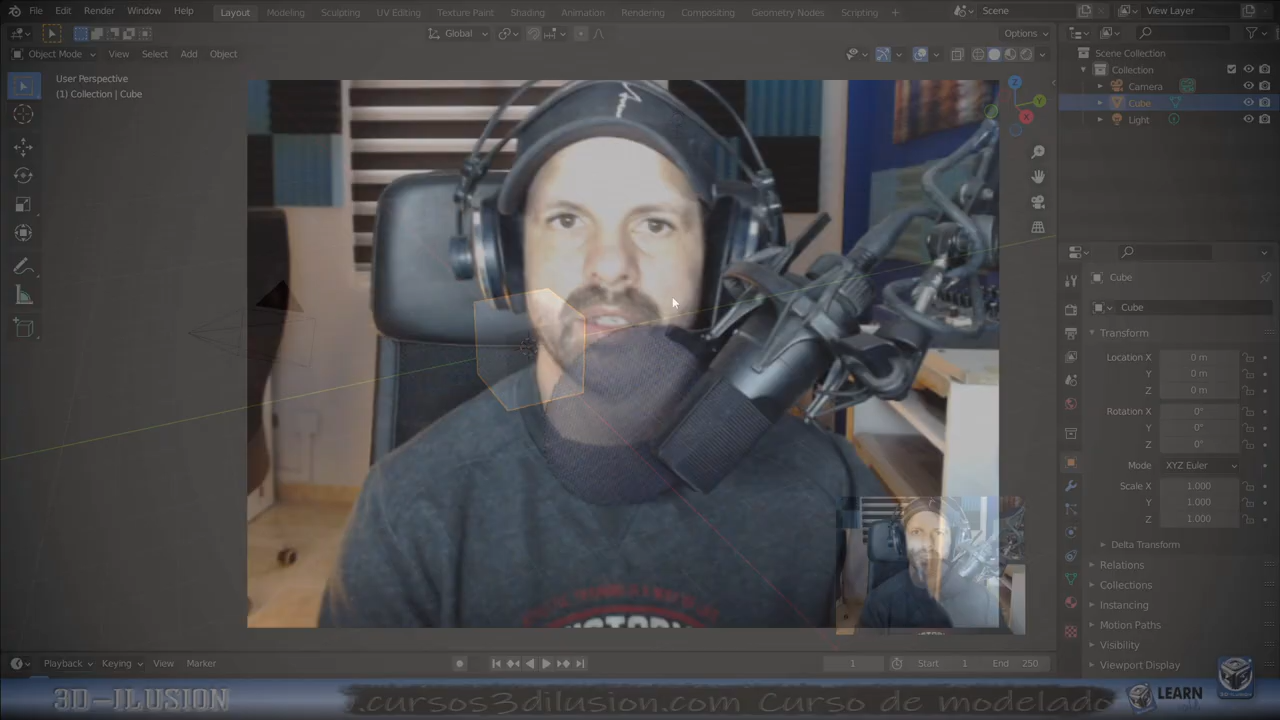 File Edit Render Window Help Layout Modeling Sculpting UV Editing Texture Paint Shading Animation Rendering Compositing Geometry Nodes Scripting + Scene View Layer
Global Options
Object Mode View Select Add Object
User Perspective
(1) Collection | Cube
Scene Collection
Collection
Camera
Cube
Light
Cube
Cube
Transform
Location X 0 m
Y 0 m
Z 0 m
Rotation X 0°
Y 0°
Z 0°
Mode XYZ Euler
Scale X 1.000
Y 1.000
Z 1.000
Delta Transform
Relations
Collections
Instancing
Motion Paths
Visibility
Viewport Display
Z
Y
X
Playback Keying View Marker 1 Start 1 End 250
3D-ILUSION .cursos3dilusion.com Curso de modelado LEARN